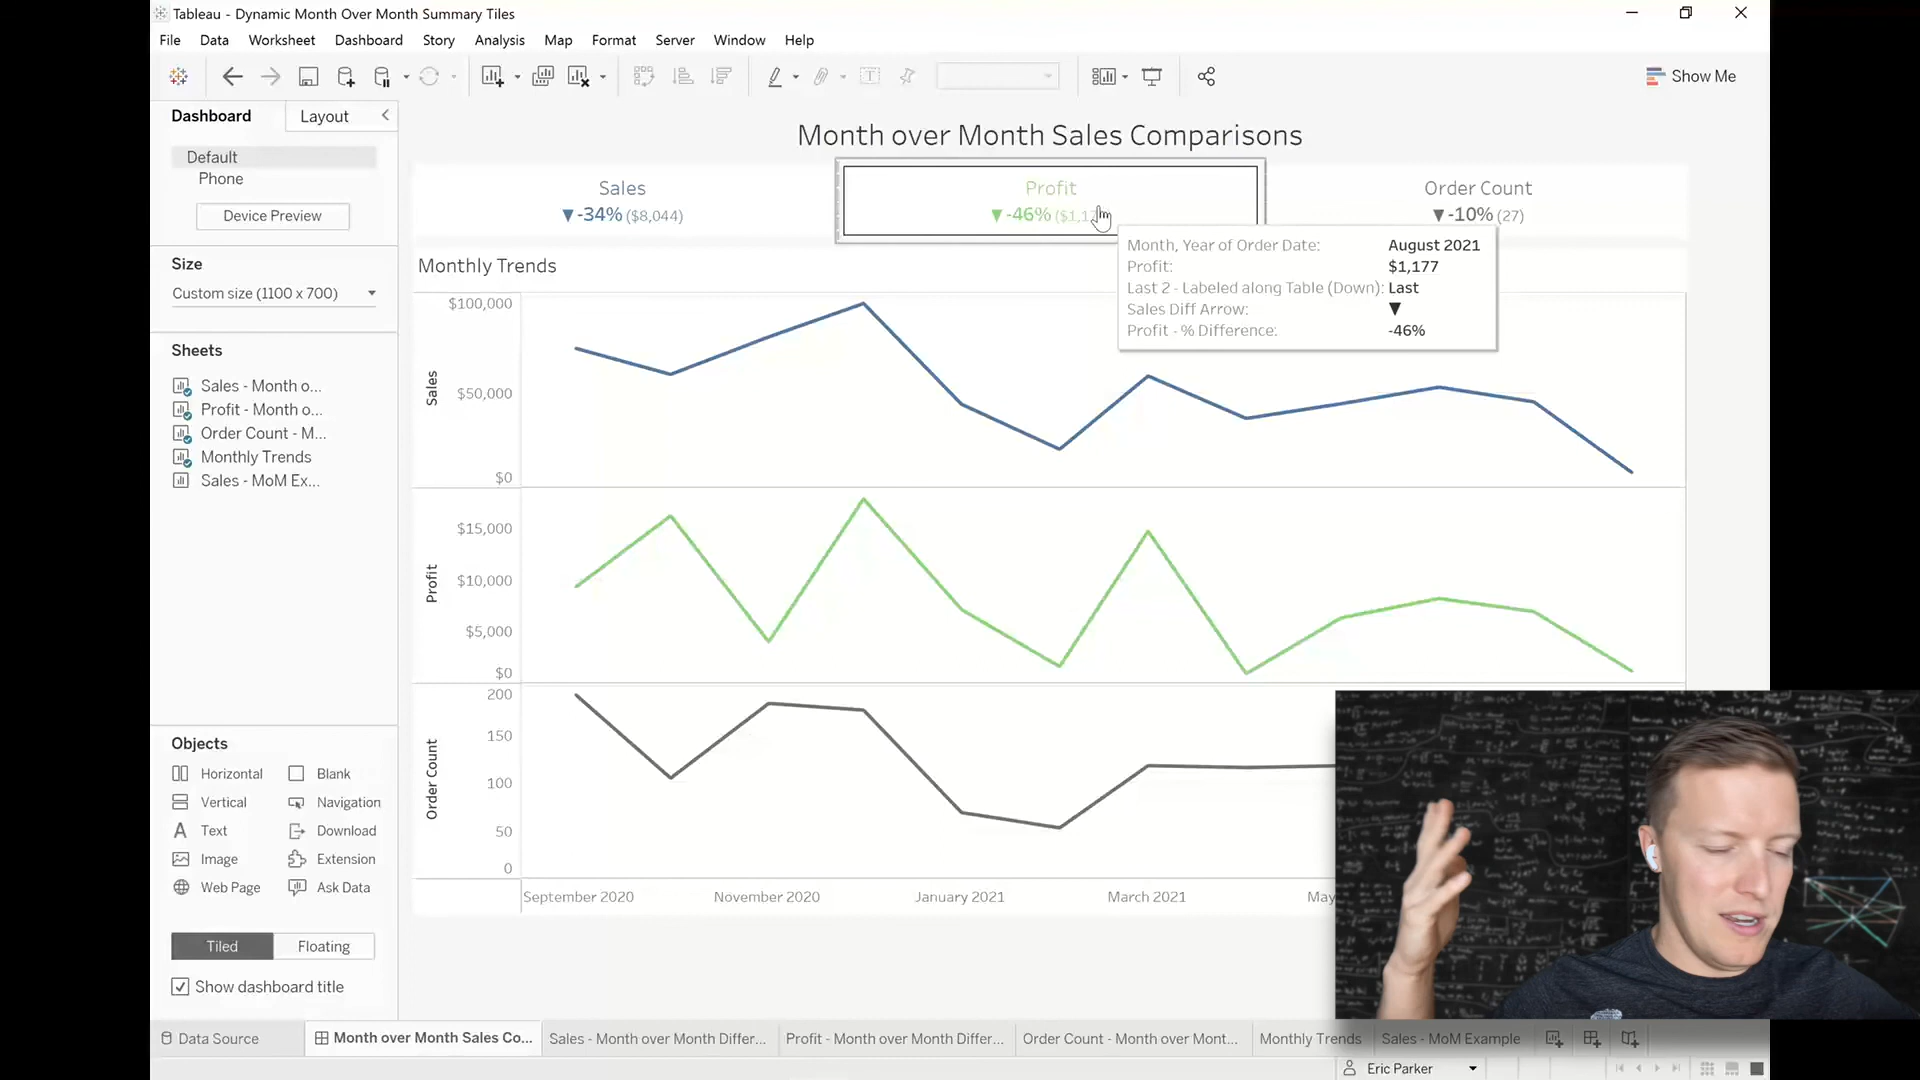 Tableau - Dynamic Month Over Month Summary Tiles
File Data Worksheet Dashboard Story Analysis Map Format Server Window Help
Show Me
Dashboard Layout
Default
Phone
Device Preview
Size
Custom size (1100 x 700)
Sheets
Sales - Month o...
Profit - Month o...
Order Count - M...
Monthly Trends
Sales - MoM Ex...
Objects
Horizontal Blank
Vertical Navigation
Text Download
Image Extension
Web Page Ask Data
Tiled Floating
Show dashboard title
Month over Month Sales Comparisons
Sales
▼-34% ($8,044)
Profit
▼-46% ($1,1
Order Count
▼-10% (27)
Month, Year of Order Date: August 2021
Profit: $1,177
Last 2 - Labeled along Table (Down): Last
Sales Diff Arrow: ▼
Profit - % Difference: -46%
Monthly Trends
Sales
$100,000
$50,000
$0
Profit
$15,000
$10,000
$5,000
$0
Order Count
200
150
100
50
0
September 2020 November 2020 January 2021 March 2021 May
Data Source Month over Month Sales Co... Sales - Month over Month Differ... Profit - Month over Month Differ... Order Count - Month over Mont... Monthly Trends Sales - MoM Example
Eric Parker